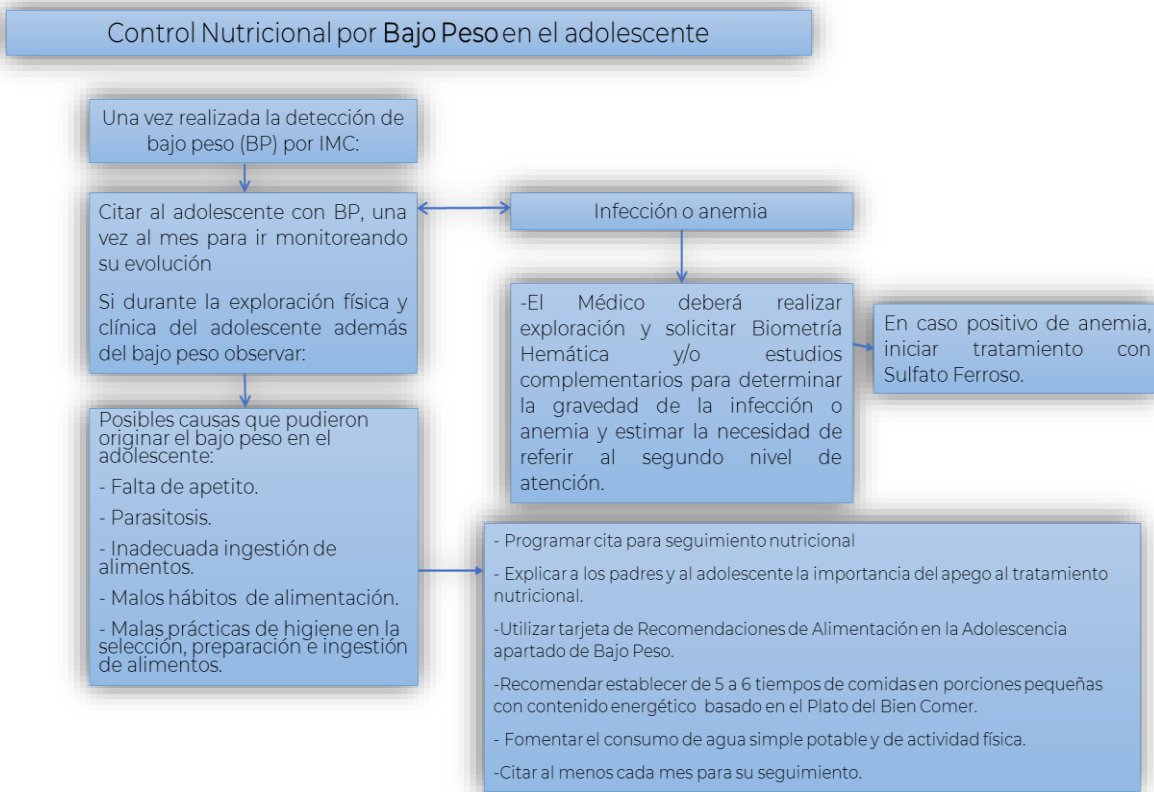 Control Nutricional por Bajo Peso en el adolescente
Una vez realizada la detección de
bajo peso (BP) por IMC:
Citar al adolescente con BP, una
vez al mes para ir monitoreando
su evolución
Si durante la exploración física y
clínica del adolescente además
del bajo peso observar:
Infección o anemia
-El Médico deberá realizar
exploración y solicitar Biometría
Hemática y/o estudios
complementarios para determinar
la gravedad de la infección o
anemia y estimar la necesidad de
referir al segundo nivel de
atención.
En caso positivo de anemia,
iniciar tratamiento con
Sulfato Ferroso.
Posibles causas que pudieron
originar el bajo peso en el
adolescente:
- Falta de apetito.
- Parasitosis.
- Inadecuada ingestión de
alimentos.
- Malos hábitos de alimentación.
- Malas prácticas de higiene en la
selección, preparación e ingestión
de alimentos.
- Programar cita para seguimiento nutricional
- Explicar a los padres y al adolescente la importancia del apego al tratamiento
nutricional.
-Utilizar tarjeta de Recomendaciones de Alimentación en la Adolescencia
apartado de Bajo Peso.
-Recomendar establecer de 5 a 6 tiempos de comidas en porciones pequeñas
con contenido energético basado en el Plato del Bien Comer.
- Fomentar el consumo de agua simple potable y de actividad física.
-Citar al menos cada mes para su seguimiento.